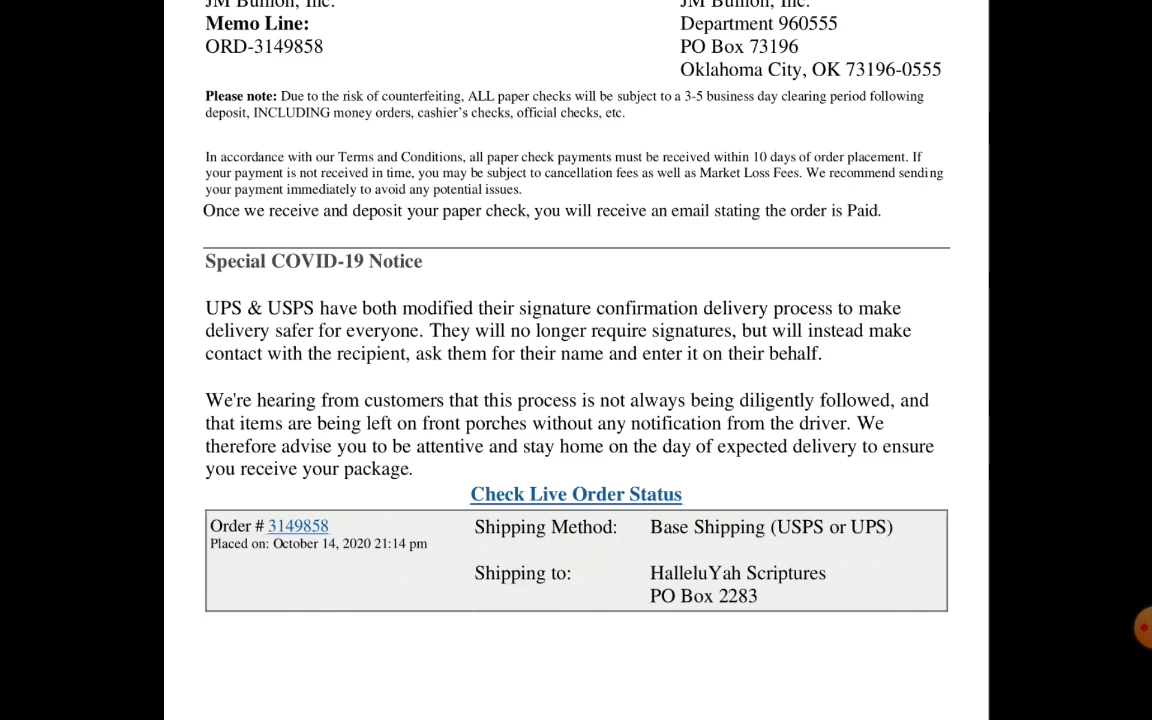 JM Bullion, Inc.
Memo Line:
ORD-3149858
JM Bullion, Inc.
Department 960555
PO Box 73196
Oklahoma City, OK 73196-0555
Please note: Due to the risk of counterfeiting, ALL paper checks will be subject to a 3-5 business day clearing period following
deposit, INCLUDING money orders, cashier's checks, official checks, etc.
In accordance with our Terms and Conditions, all paper check payments must be received within 10 days of order placement. If
your payment is not received in time, you may be subject to cancellation fees as well as Market Loss Fees. We recommend sending
your payment immediately to avoid any potential issues.
Once we receive and deposit your paper check, you will receive an email stating the order is Paid.
Special COVID-19 Notice
UPS & USPS have both modified their signature confirmation delivery process to make
delivery safer for everyone. They will no longer require signatures, but will instead make
contact with the recipient, ask them for their name and enter it on their behalf.
We're hearing from customers that this process is not always being diligently followed, and
that items are being left on front porches without any notification from the driver. We
therefore advise you to be attentive and stay home on the day of expected delivery to ensure
you receive your package.
Check Live Order Status
Order # 3149858
Placed on: October 14, 2020 21:14 pm
Shipping Method: Base Shipping (USPS or UPS)
Shipping to: HalleluYah Scriptures
PO Box 2283